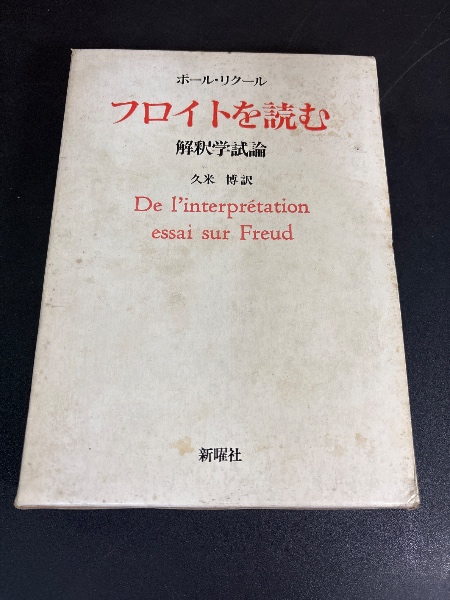 ポール・リクール
フロイトを読む
解釈学試論
久米 博訳
De l'interprétation
essai sur Freud
新曜社